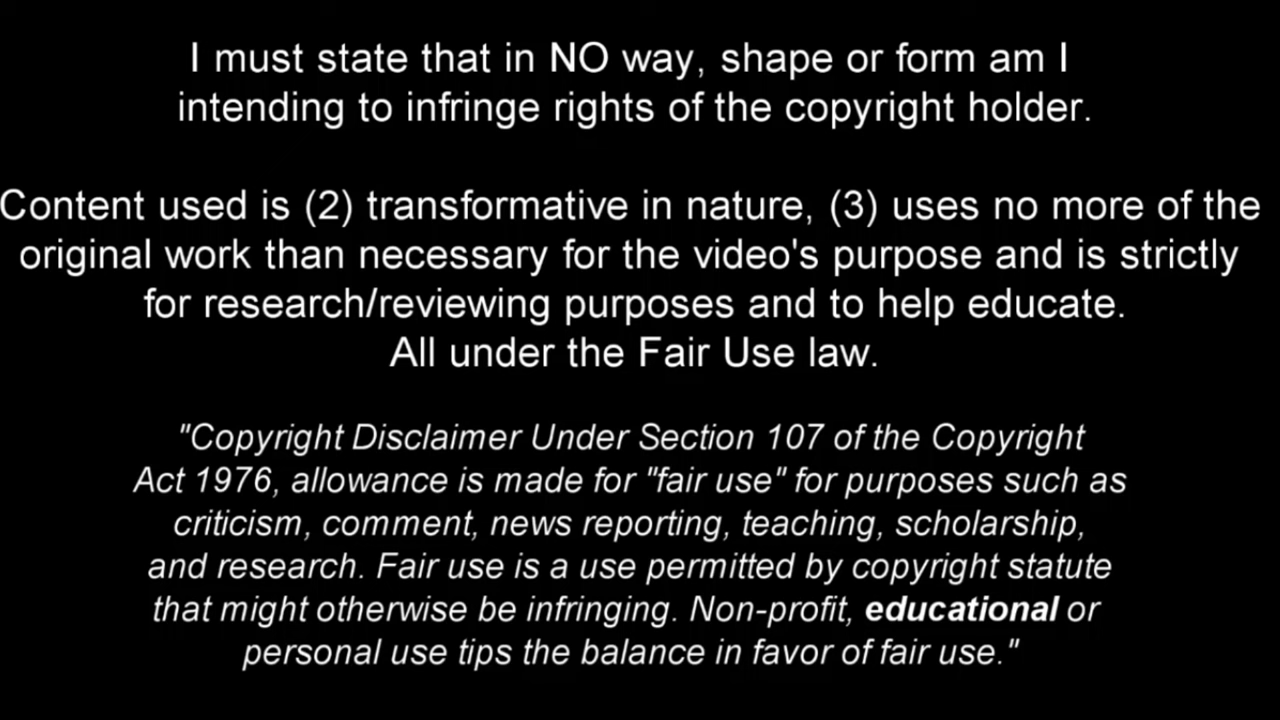 I must state that in NO way, shape or form am I
intending to infringe rights of the copyright holder.
Content used is (2) transformative in nature, (3) uses no more of the
original work than necessary for the video's purpose and is strictly
for research/reviewing purposes and to help educate.
All under the Fair Use law.
"Copyright Disclaimer Under Section 107 of the Copyright
Act 1976, allowance is made for "fair use" for purposes such as
criticism, comment, news reporting, teaching, scholarship,
and research. Fair use is a use permitted by copyright statute
that might otherwise be infringing. Non-profit, educational or
personal use tips the balance in favor of fair use."